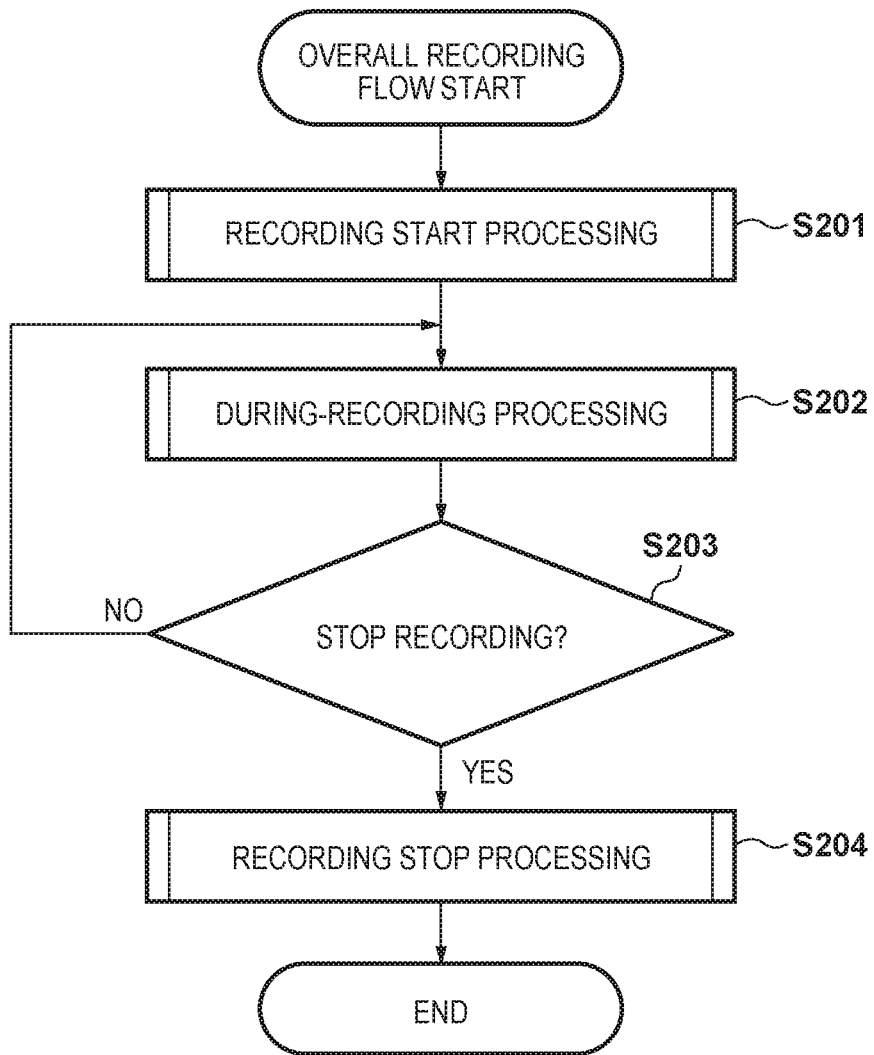 OVERALL RECORDING
FLOW START
RECORDING START PROCESSING
S201
DURING-RECORDING PROCESSING
S202
S203
NO
STOP RECORDING?
YES
RECORDING STOP PROCESSING
S204
END